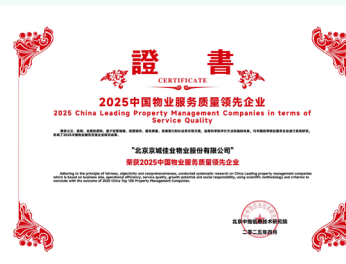 證 書
CERTIFICATE
2025中国物业服务质量领先企业
2025 China Leading Property Management Companies in terms of
Service Quality
"北京京城佳业物业股份有限公司"
荣获2025中国物业服务质量领先企业
Adhering to the principle of fairness, objectivity and comprehensiveness, conducted systematic research on China Leading property management companies
which is based on business size, operational efficiency, service quality, growth potential and social responsibility, using scientific methodology and criterion to
conclude with the outcome of 2025 China Top 100 Property Management Companies.
北京中指信息技术研究院
二零二五年四月